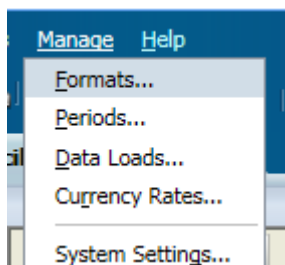 Manage Help
Formats...
Periods...
Data Loads...
Currency Rates...
System Settings...